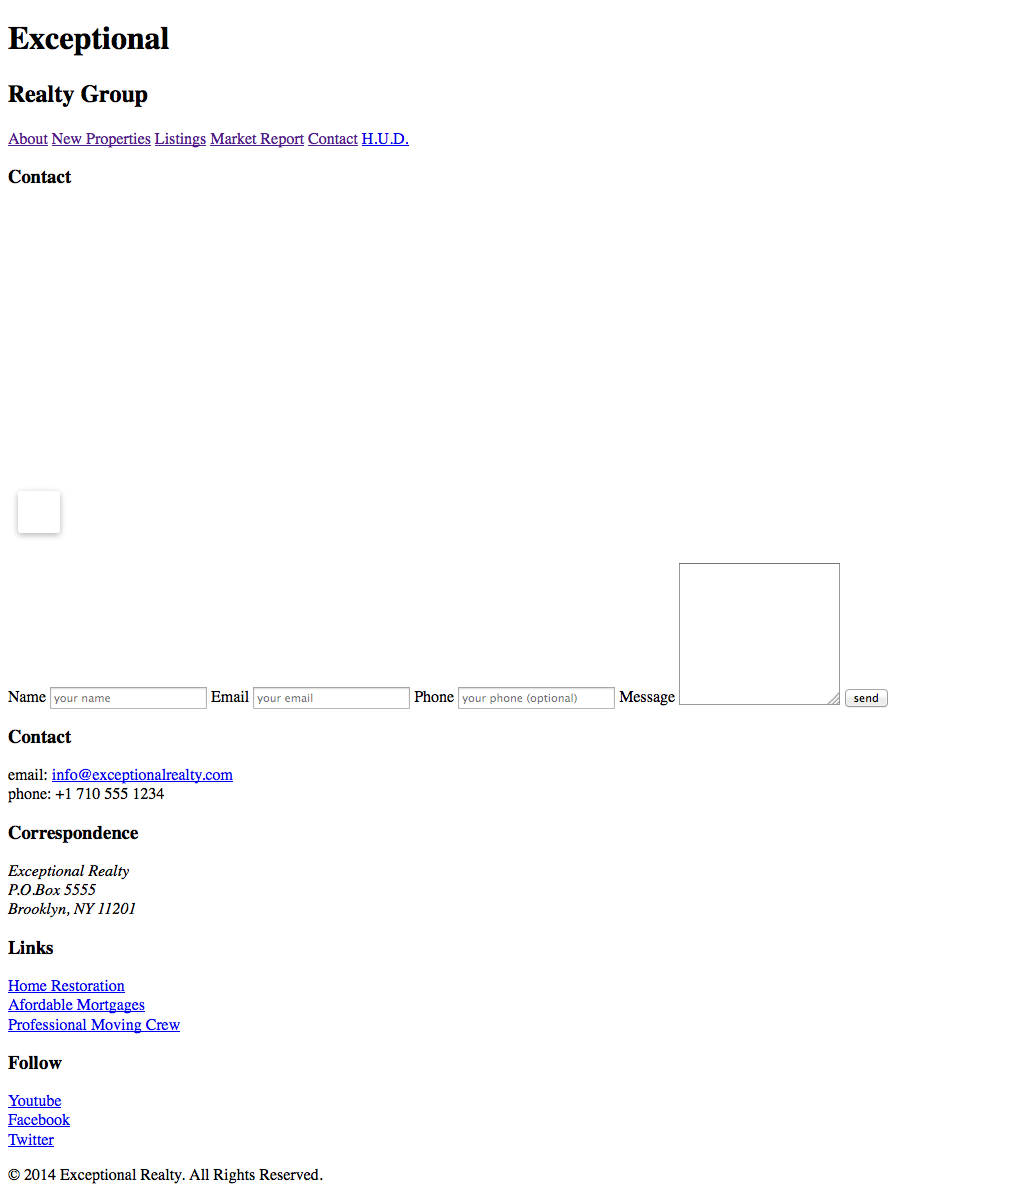 Exceptional
Realty Group
About New Properties Listings Market Report Contact H.U.D.
Contact
Name your name Email your email Phone your phone (optional) Message send
Contact
email: info@exceptionalrealty.com
phone: +1 710 555 1234
Correspondence
Exceptional Realty
P.O.Box 5555
Brooklyn, NY 11201
Links
Home Restoration
Afordable Mortgages
Professional Moving Crew
Follow
Youtube
Facebook
Twitter
© 2014 Exceptional Realty. All Rights Reserved.